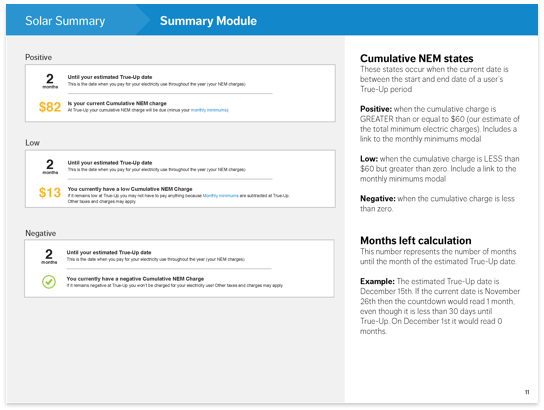 Solar Summary
Summary Module
Positive
2
months
Until your estimated True-Up date
This is the date when you pay for your electricity use throughout the year (your NEM charges)
$82
Is your current Cumulative NEM charge
At True-Up your cumulative NEM charge will be due (minus your monthly minimums)
Low
2
months
Until your estimated True-Up date
This is the date when you pay for your electricity use throughout the year (your NEM charges)
$13
You currently have a low Cumulative NEM Charge
If it remains low at True-Up you may not have to pay anything because Monthly minimums are subtracted at True-Up
Other taxes and charges may apply
Negative
2
months
Until your estimated True-Up date
This is the date when you pay for your electricity use throughout the year (your NEM charges)
You currently have a negative Cumulative NEM Charge
If it remains negative at True-Up you won't be charged for your electricity use! Other taxes and charges may apply.
Cumulative NEM states
These states occur when the current date is
between the start and end date of a user's
True-Up period
Positive: when the cumulative charge is
GREATER than or equal to $60 (our estimate of
the total minimum electric charges). Includes a
link to the monthly minimums modal
Low: when the cumulative charge is LESS than
$60 but greater than zero. Include a link to the
monthly minimums modal
Negative: when the cumulative charge is less
than zero.
Months left calculation
This number represents the number of months
until the month of the estimated True-Up date.
Example: The estimated True-Up date is
December 15th. If the current date is November
26th then the countdown would read 1 month,
even though it is less than 30 days until
True-Up. On December 1st it would read 0
months.
11